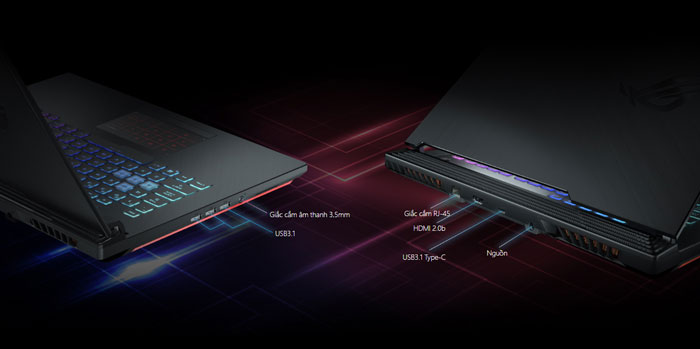 Giắc cắm âm thanh 3.5mm
USB3.1
Giắc cắm RJ-45
HDMI 2.0b
USB3.1 Type-C
Nguồn